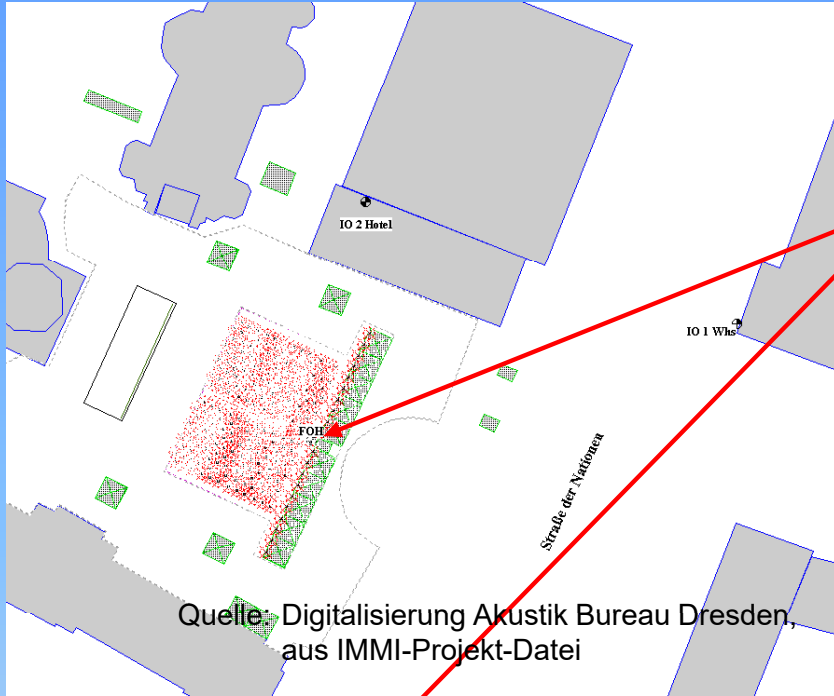 IO 2 Hotel
IO 1 Whs
FOH
Straße der Nationen
Quelle: Digitalisierung Akustik Bureau Dresden,
aus IMMI-Projekt-Datei